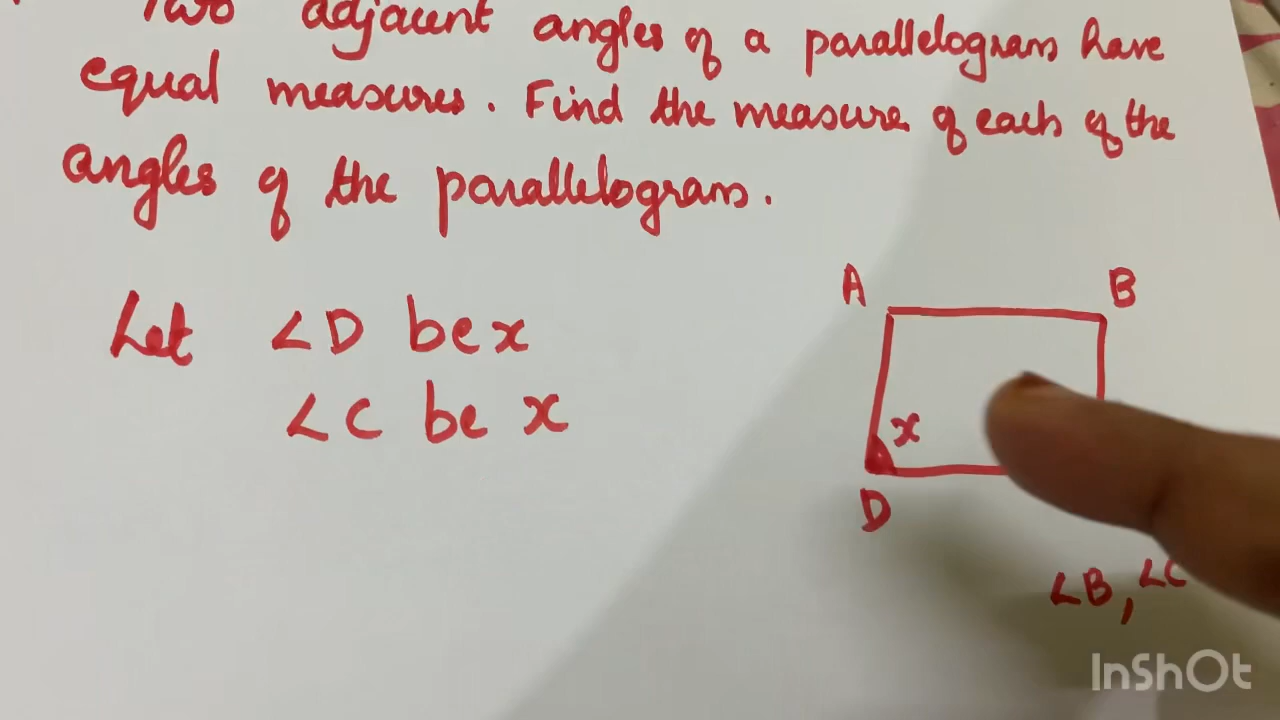 Two adjacent angles of a parallelogram have
equal measures. Find the measure of each of the
angles of the parallelogram.
A B
Let ∠D be x
∠C be x
x
D
∠B, ∠C
InShOt